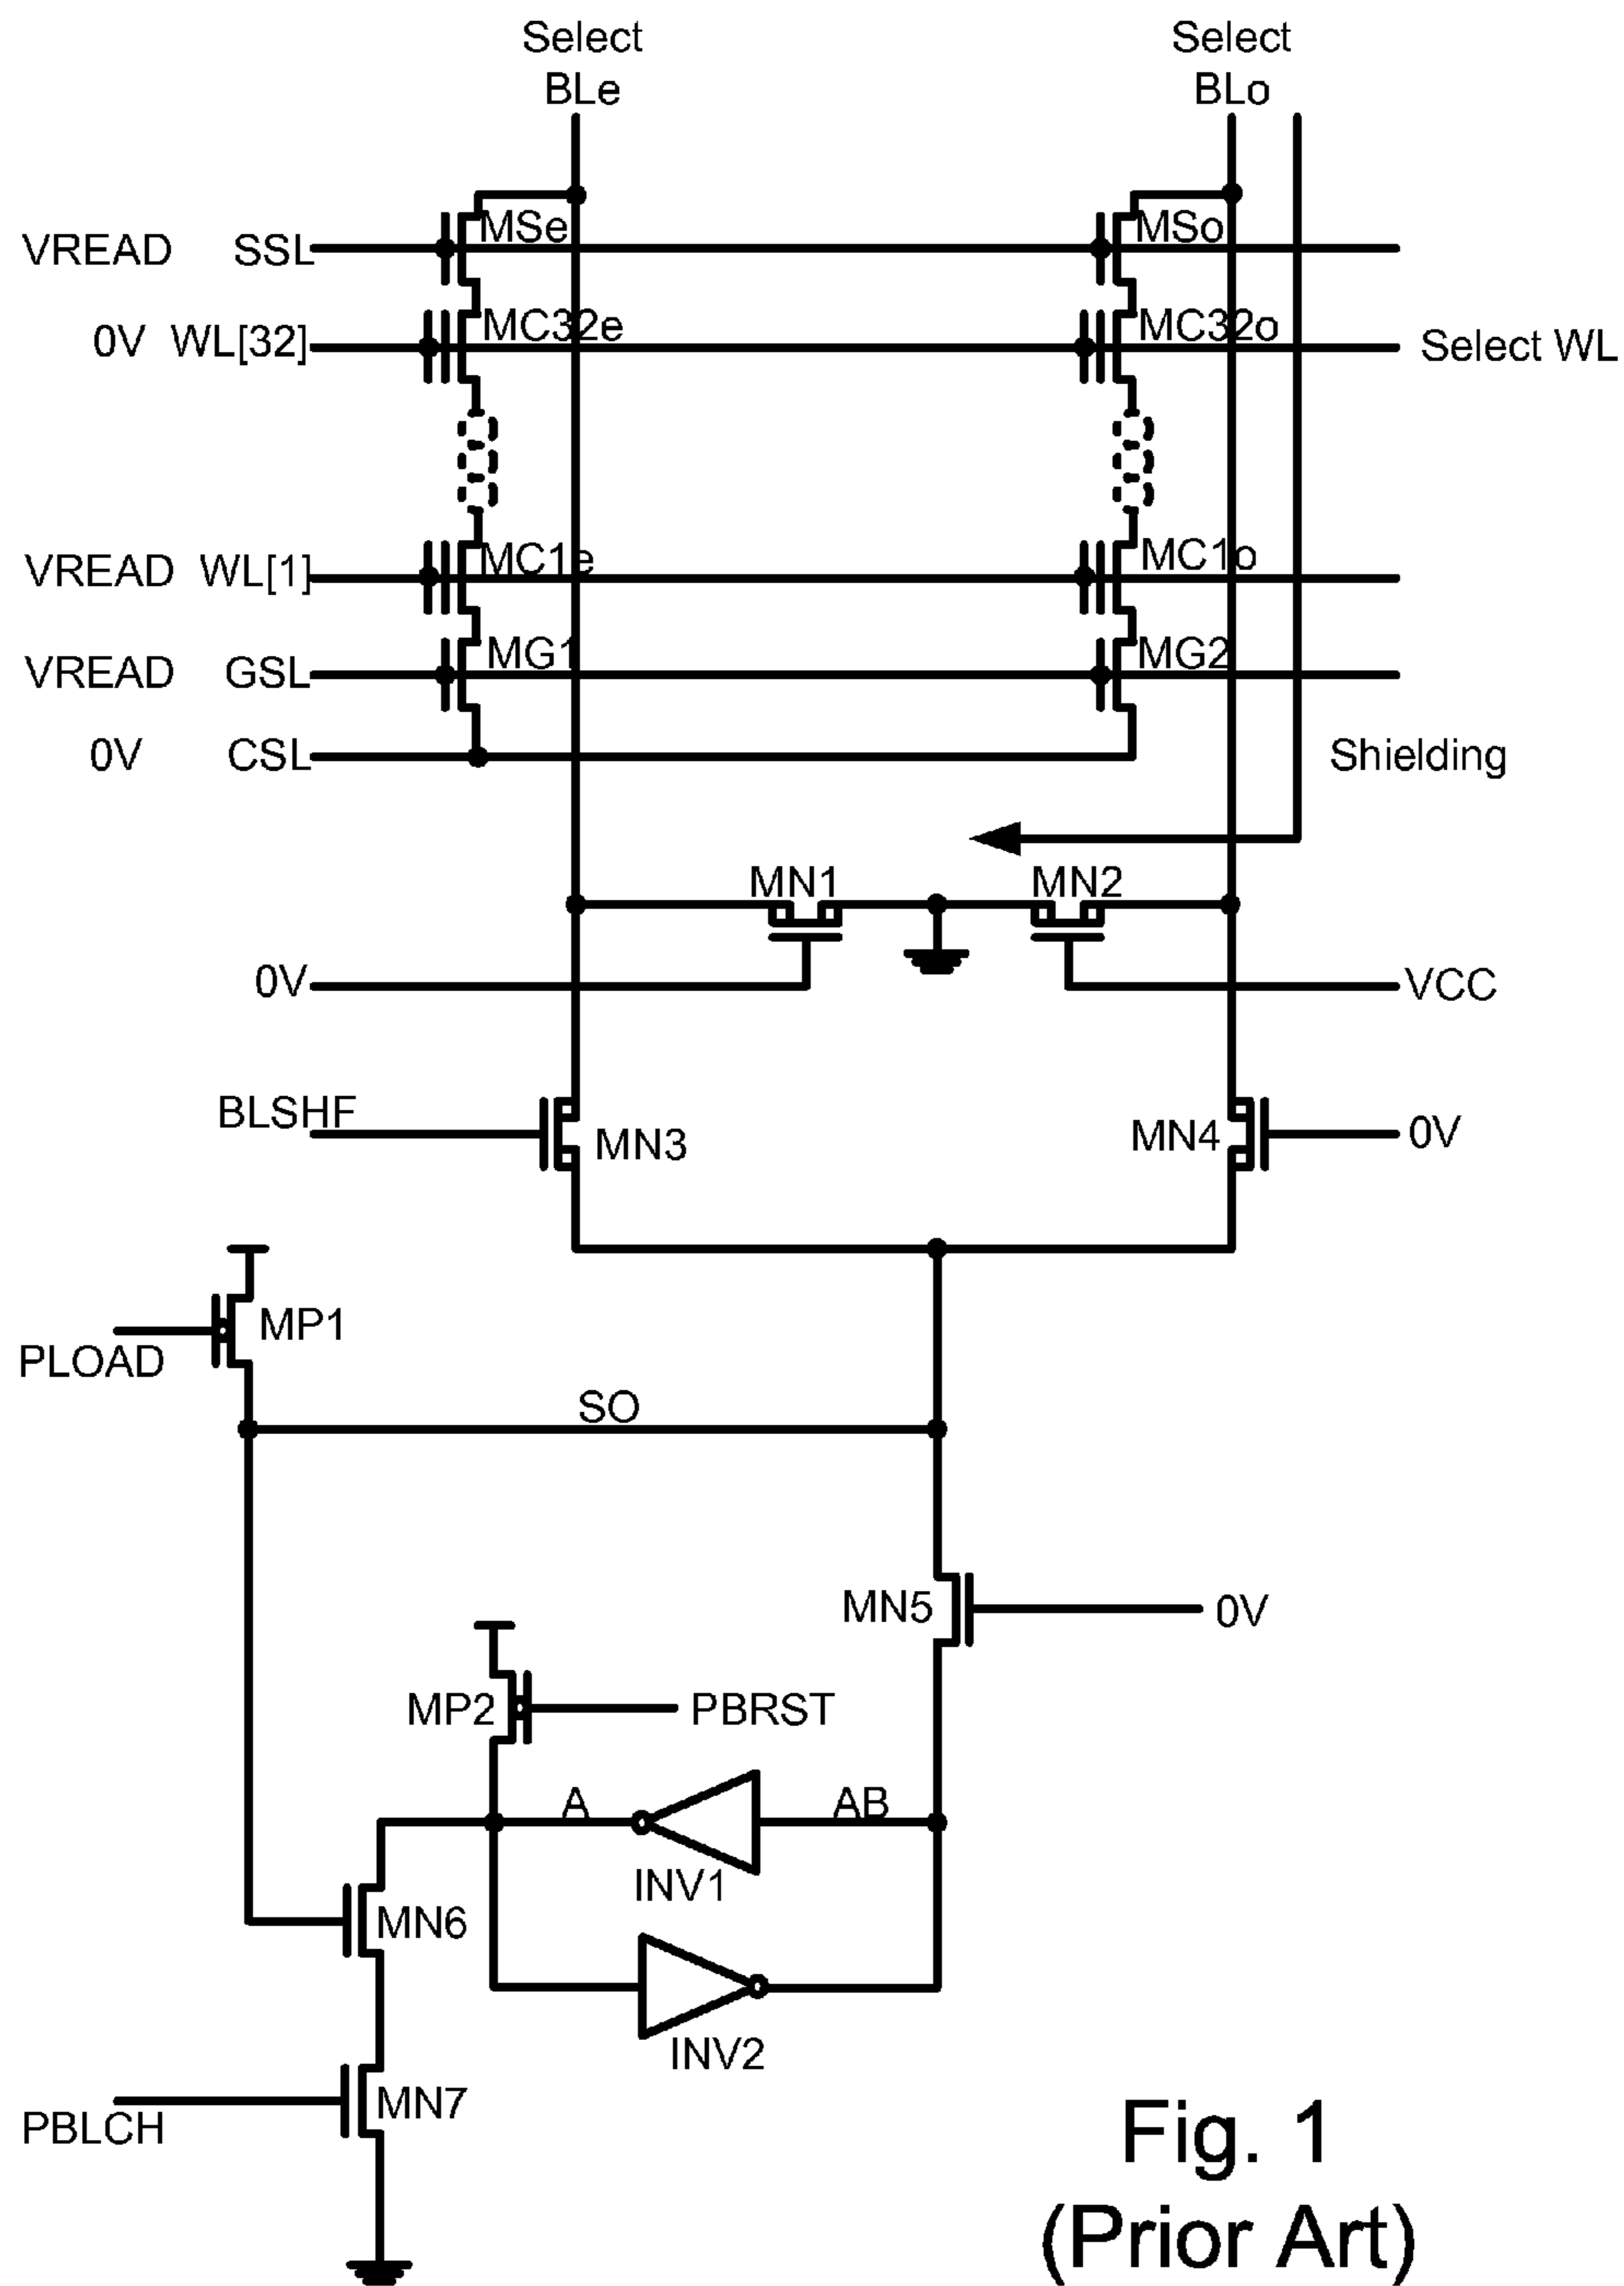 Select
BLe
Select
BLo
VREAD SSL MSe MSo
0V WL[32] MC32e MC32o Select WL
VREAD WL[1] MC1e MC1o
VREAD GSL MG1 MG2
0V CSL Shielding
MN1 MN2
0V VCC
BLSHF MN3 MN4 0V
MP1
PLOAD
SO
MN5 0V
MP2 PBRST
A AB
INV1
MN6
INV2
MN7
PBLCH
Fig. 1
(Prior Art)